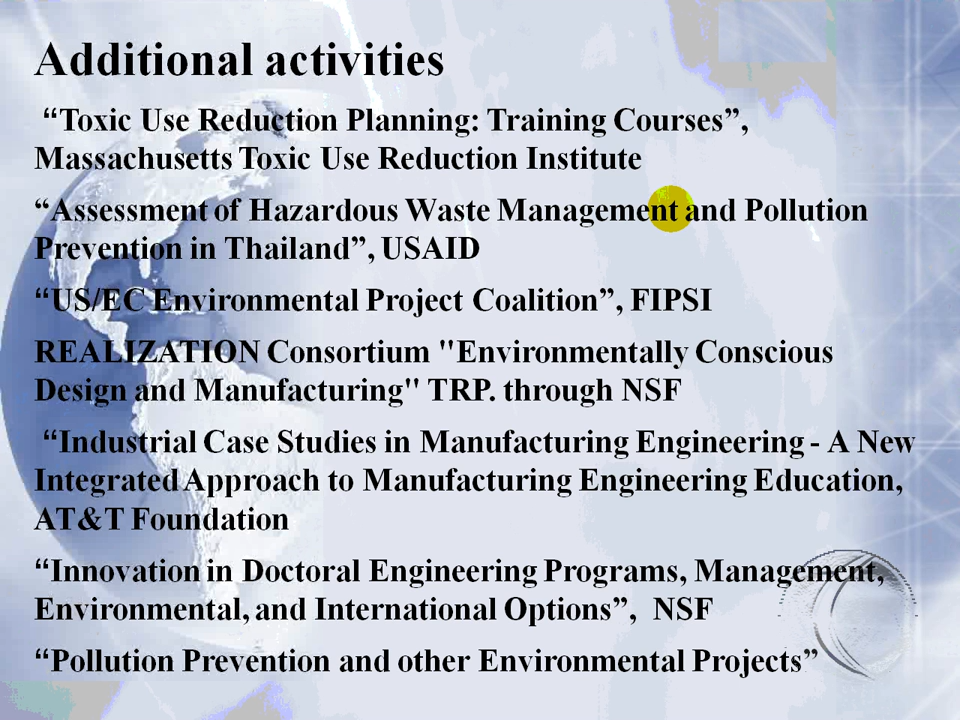 Additional activities
“Toxic Use Reduction Planning: Training Courses”,
Massachusetts Toxic Use Reduction Institute
“Assessment of Hazardous Waste Management and Pollution
Prevention in Thailand”, USAID
“US/EC Environmental Project Coalition”, FIPSI
REALIZATION Consortium "Environmentally Conscious
Design and Manufacturing" TRP. through NSF
“Industrial Case Studies in Manufacturing Engineering - A New
Integrated Approach to Manufacturing Engineering Education,
AT&T Foundation
“Innovation in Doctoral Engineering Programs, Management,
Environmental, and International Options”, NSF
“Pollution Prevention and other Environmental Projects”